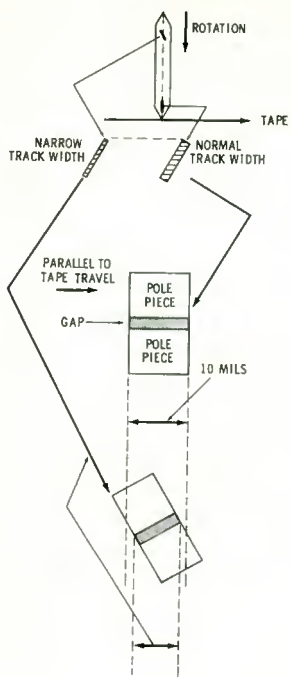 ROTATION
TAPE
NARROW
TRACK WIDTH
NORMAL
TRACK WIDTH
PARALLEL TO
TAPE TRAVEL
POLE
PIECE
GAP
POLE
PIECE
10 MILS